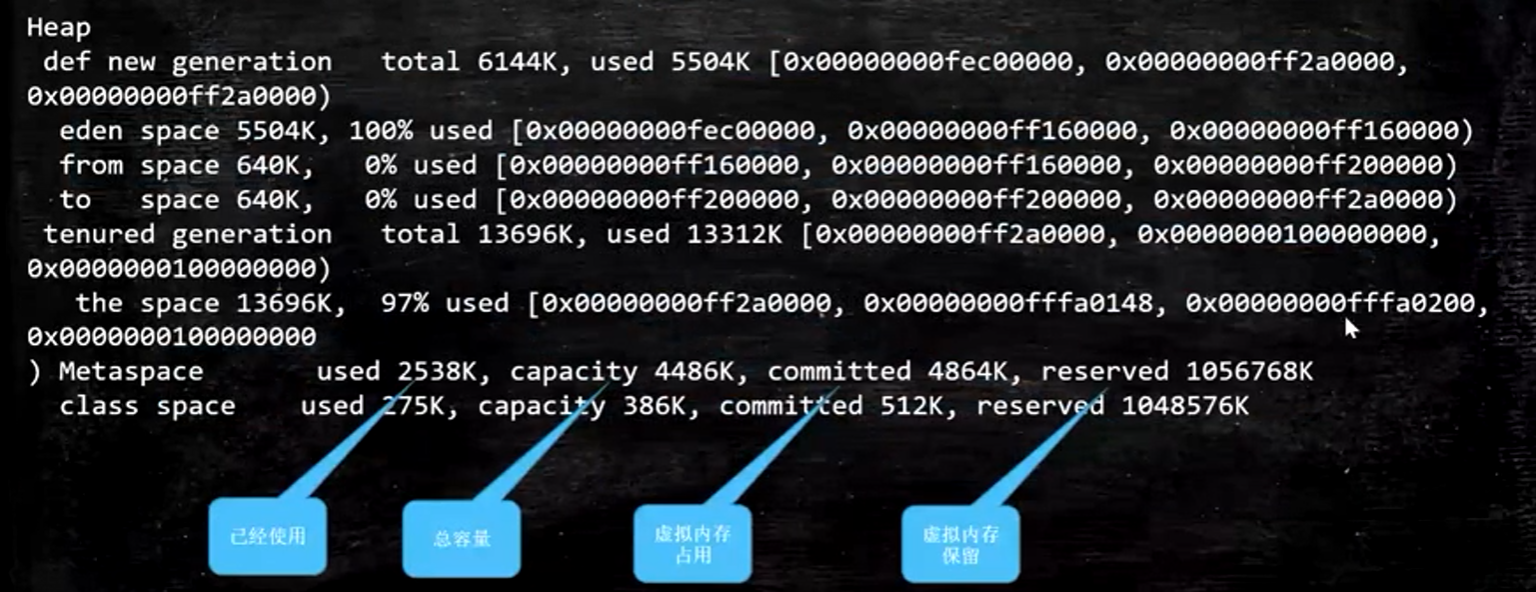 Heap
def new generation total 6144K, used 5504K [0x00000000fec00000, 0x00000000ff2a0000,
0x00000000ff2a0000)
eden space 5504K, 100% used [0x00000000fec00000, 0x00000000ff160000, 0x00000000ff160000)
from space 640K, 0% used [0x00000000ff160000, 0x00000000ff160000, 0x00000000ff200000)
to space 640K, 0% used [0x00000000ff200000, 0x00000000ff200000, 0x00000000ff2a0000)
tenured generation total 13696K, used 13312K [0x00000000ff2a0000, 0x0000000100000000,
0x0000000100000000)
the space 13696K, 97% used [0x00000000ff2a0000, 0x00000000fffa0148, 0x00000000fffa0200,
0x0000000100000000
) Metaspace used 2538K, capacity 4486K, committed 4864K, reserved 1056768K
class space used 275K, capacity 386K, committed 512K, reserved 1048576K
已经使用
总容量
虚拟内存
占用
虚拟内存
保留